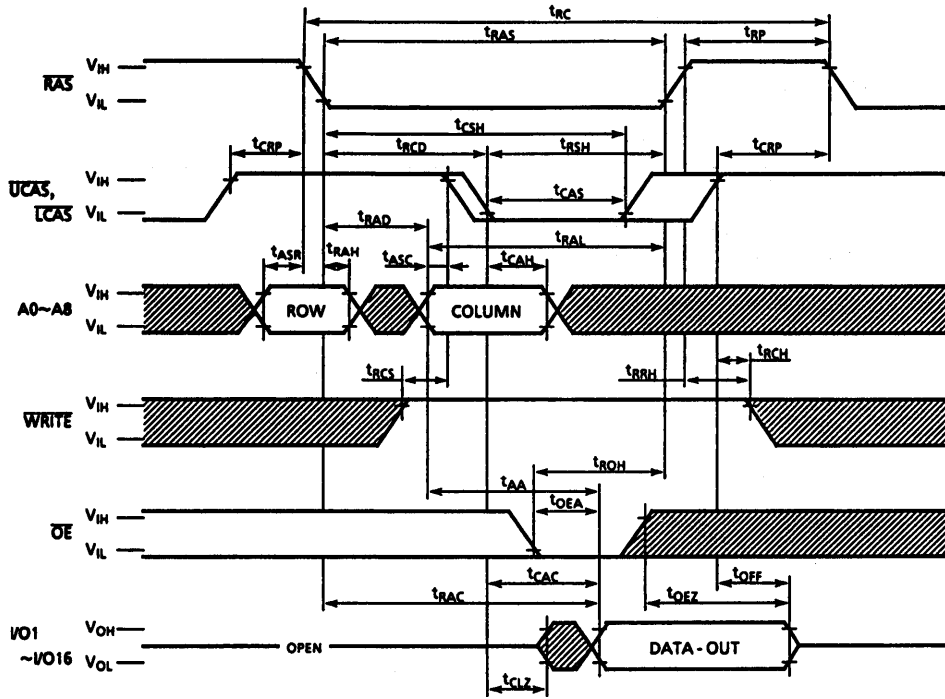 tRC
tRAS
tRP
RAS
VIH
VIL
tCSH
tCRP
tRCD
tRSH
tCRP
UCAS,
LCAS
VIH
VIL
tCAS
tRAD
tRAL
tASR
tRAH
tASC
tCAH
A0~A8
VIH
VIL
ROW
COLUMN
tRCH
tRCS
tRRH
WRITE
VIH
VIL
tROH
tAA
tOEA
OE
VIH
VIL
tCAC
tOFF
tRAC
tOEZ
I/O1
~I/O16
VOH
VOL
OPEN
DATA-OUT
tCLZ